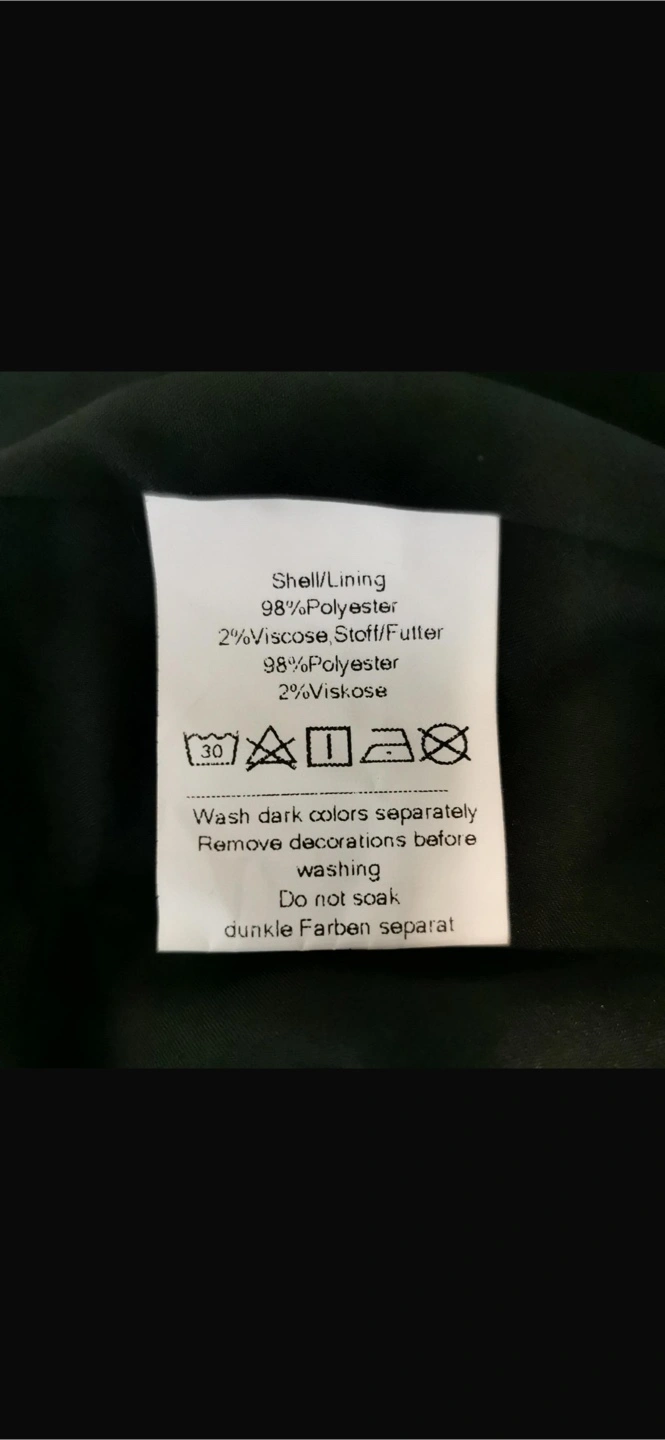 Shell/Lining
98%Polyester
2%Viscose,Stoff/Futter
98%Polyester
2%Viskose
30
Wash dark colors separately
Remove decorations before
washing
Do not soak
dunkle Farben separat